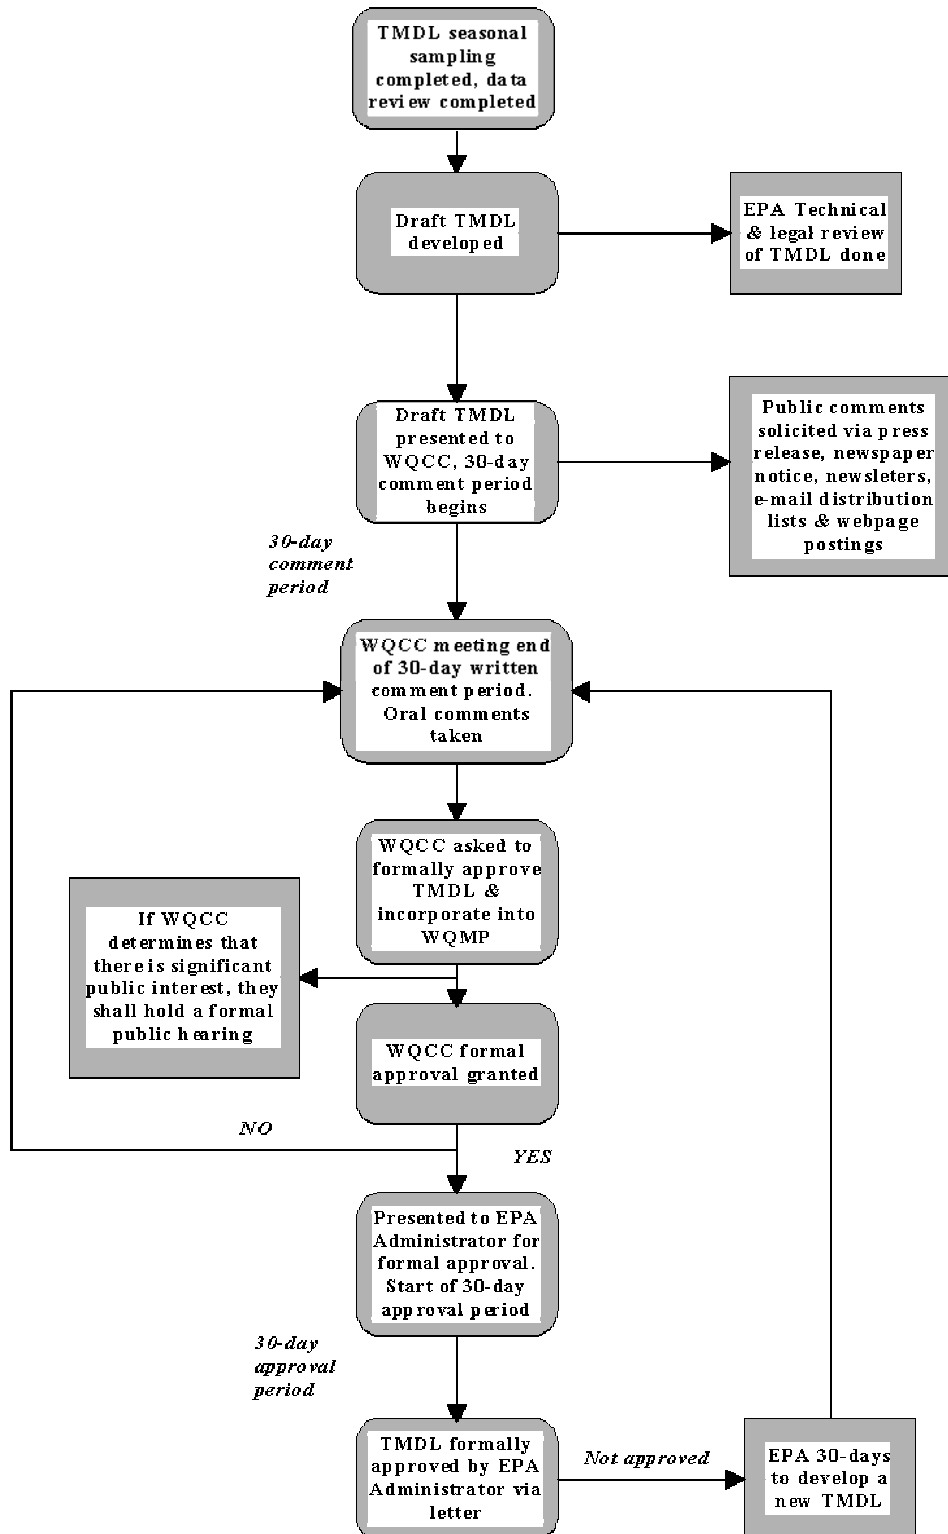 TMDL seasonal
sampling
completed, data
review completed
Draft TMDL
developed
EPA Technical
& legal review
of TMDL done
Draft TMDL
presented to
WQCC, 30-day
comment period
begins
Public comments
solicited via press
release, newspaper
notice, newsleters,
e-mail distribution
lists & webpage
postings
30-day
comment
period
WQCC meeting end
of 30-day written
comment period.
Oral comments
taken
WQCC asked to
formally approve
TMDL &
incorporate into
WQMP
If WQCC
determines that
there is significant
public interest, they
shall hold a formal
public hearing
WQCC formal
approval granted
NO
YES
Presented to EPA
Administrator for
formal approval.
Start of 30-day
approval period
30-day
approval
period
TMDL formally
approved by EPA
Administrator via
letter
Not approved
EPA 30-days
to develop a
new TMDL